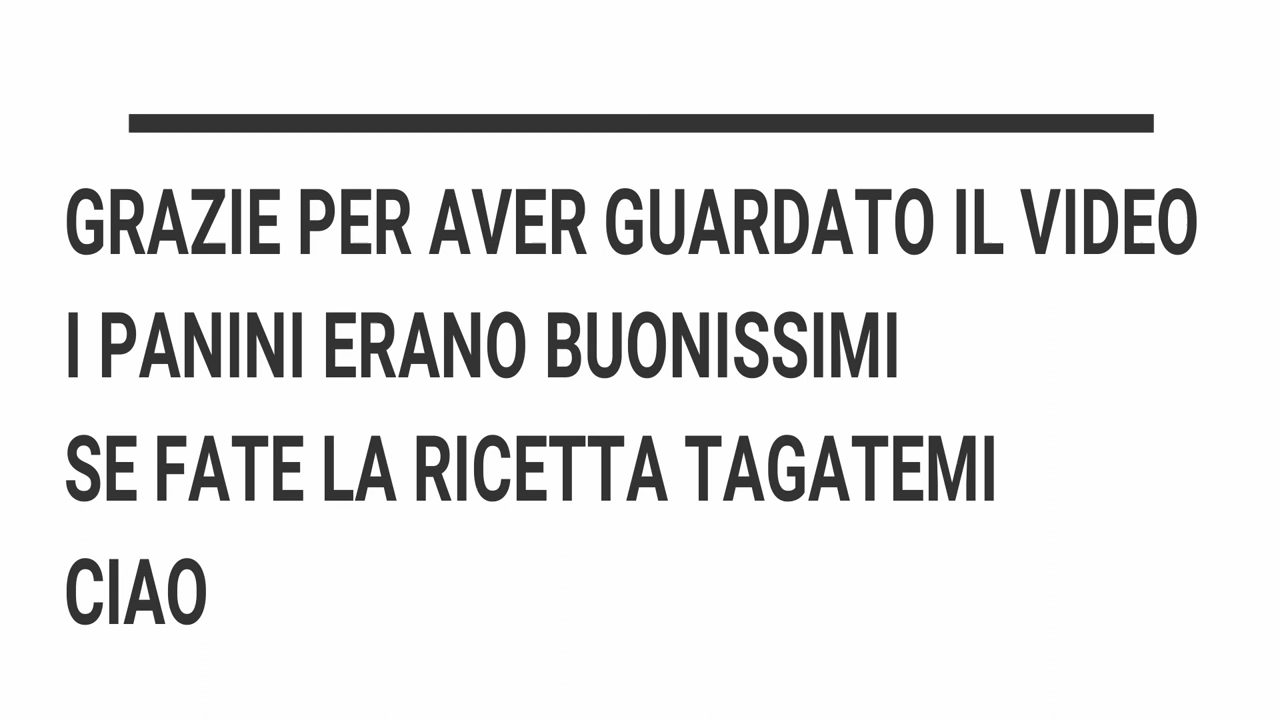 GRAZIE PER AVER GUARDATO IL VIDEO
I PANINI ERANO BUONISSIMI
SE FATE LA RICETTA TAGATEMI
CIAO